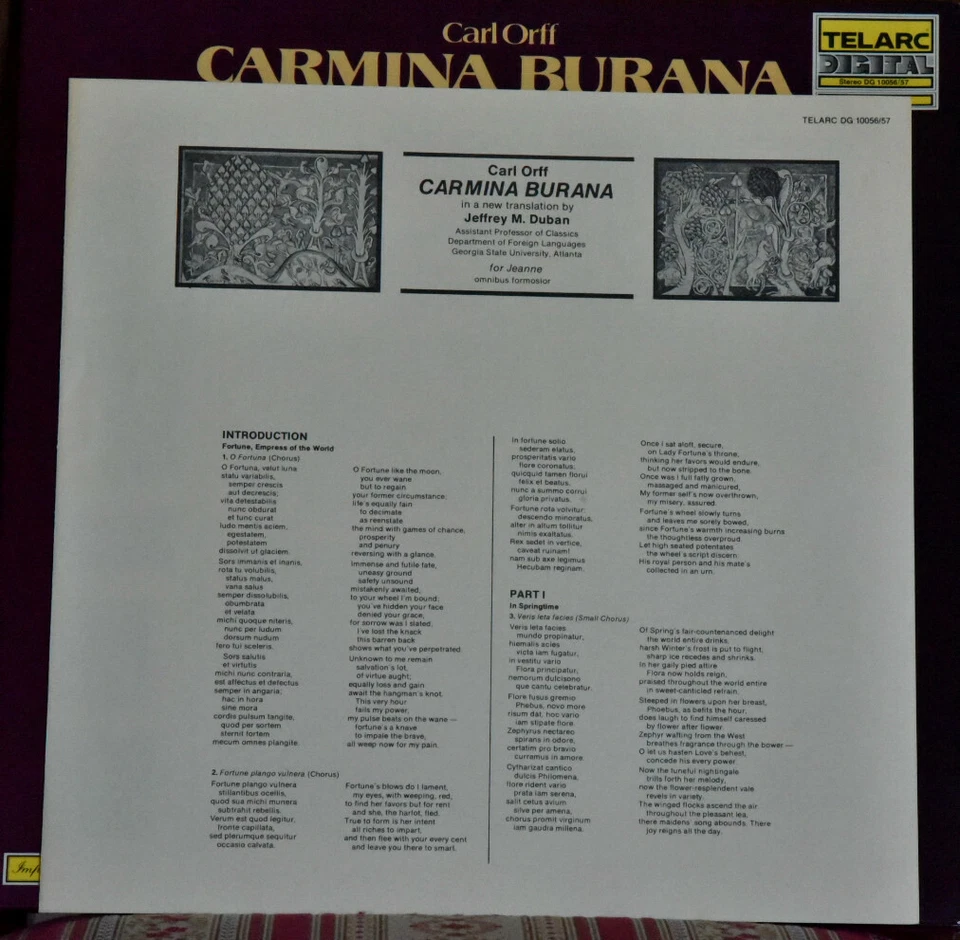 Carl Orff
CARMINA BURANA
TELARC
DIGITAL
Stereo DG 10056/57
TELARC DG 10056/57
Carl Orff
CARMINA BURANA
in a new translation by
Jeffrey M. Duban
Assistant Professor of Classics
Department of Foreign Languages
Georgia State University, Atlanta
for Jeanne
omnibus formosior
INTRODUCTION
Fortune, Empress of the World
1. O Fortuna (Chorus)
O Fortuna, velut luna
statu variabilis,
semper crescis
aut decrescis;
vita detestabilis
nunc obdurat
et tunc curat
ludo mentis aciem,
egestatem,
potestatem
dissolvit ut glaciem.
Sors immanis et inanis,
rota tu volubilis,
status malus,
vana salus
semper dissolubilis,
obumbrata
et velata
michi quoque niteris,
nunc per ludum
dorsum nudum
fero tui sceleris.
Sors salutis
et virtutis
michi nunc contraria,
est affectus et defectus
semper in angaria;
hac in hora
sine mora
cordis pulsum tangite,
quod per sortem
sternit fortem
mecum omnes plangite.
O Fortune like the moon,
you ever wane
but to regain
your former circumstance;
life's equally fain
to decimate
as reenstate
the mind with games of chance,
prosperity
and penury
reversing with a glance.
Immense and futile fate,
uneasy ground
safely unsound
mistakenly awaited,
to your wheel I'm bound;
you've hidden your face
denied your grace,
for sorrow was I slated,
I've lost the knack
this barren back
shows what you've perpetrated.
Unknown to me remain
salvation's lot,
of virtue aught;
equally loss and gain
await the hangman's knot.
This very hour
fails my power,
my pulse beats on the wane —
fortune's a knave
to impale the brave,
all weep now for my pain.
2. Fortune plango vulnera (Chorus)
Fortune plango vulnera
stillantibus ocellis,
quod sua michi munera
subtrahit rebellis.
Verum est quod legitur,
fronte capillata,
sed plerumque sequitur
occasio calvata.
Fortune's blows do I lament,
my eyes, with weeping, red,
to find her favors but for rent
and she, the harlot, fled.
True to form is her intent
all riches to impart,
and then flee with your every cent
and leave you there to smart.
In fortune solio
sederam elatus,
prosperitatis vario
flore coronatus;
quicquid tamen florui
felix et beatus,
nunc a summo corrui
gloria privatus.
Fortune rota volvitur:
descendo minoratus,
alter in altum tollitur
nimis exaltatus.
Rex sedet in vertice,
caveat ruinam!
nam sub axe legimus
Hecubam reginam.
Once I sat aloft, secure,
on Lady Fortune's throne,
thinking her favors would endure,
but now stripped to the bone.
Once was I full fatly grown,
massaged and manicured,
My former self's now overthrown,
my misery, assured.
Fortune's wheel slowly turns
and leaves me sorely bowed,
since Fortune's warmth increasing burns
the thoughtless overproud.
Let high seated potentates
the wheel's script discern.
His royal person and his mate's
collected in an urn.
PART I
In Springtime
3. Veris leta facies (Small Chorus)
Veris leta facies
mundo propinatur,
hiemalis acies
victa iam fugatur,
in vestitu vario
Flora principatur,
nemorum dulcisono
que cantu celebratur.
Flore fusus gremio
Phebus, novo more
risum dat, hoc vario
iam stipate flore.
Zephyrus nectareo
spirans in odore,
certatim pro bravio
curramus in amore
Cytharizat cantico
dulcis Philomena,
flore rident vario
prata iam serena,
salit cetus avium
silve per amena,
chorus promit virginum
iam gaudia millena.
Of Spring's fair-countenanced delight
the world entire drinks,
harsh Winter's frost is put to flight,
sharp ice recedes and shrinks.
In her gaily pied attire
Flora now holds reign,
praised throughout the world entire
in sweet-canticled refrain.
Steeped in flowers upon her breast,
Phoebus, as befits the hour,
does laugh to find himself caressed
by flower after flower.
Zephyr wafting from the West
breathes fragrance through the bower —
O let us hasten Love's behest,
concede his every power.
Now the tuneful nightingale
trills forth her melody,
now the flower-resplendent vale
revels in variety.
The winged flocks ascend the air
throughout the pleasant lea,
there maidens' song abounds. There
joy reigns all the day.